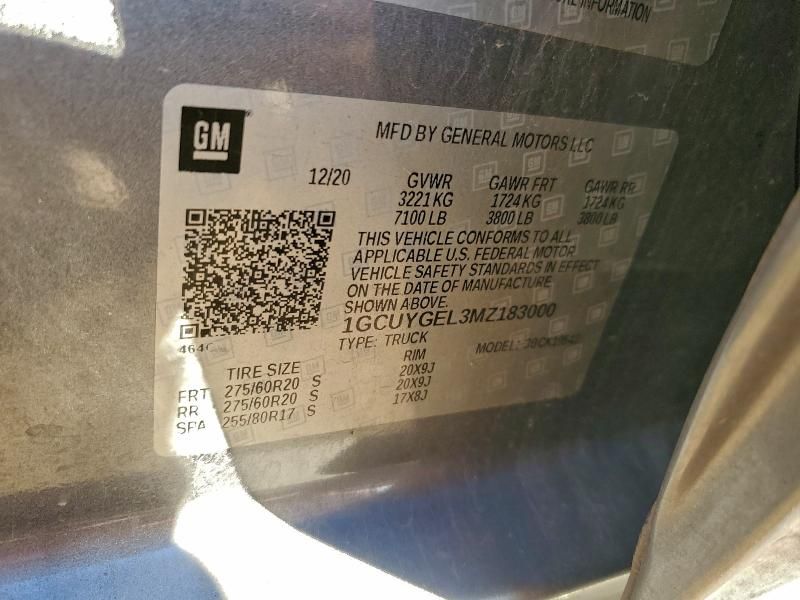 INFORMATION
GM
MFD BY GENERAL MOTORS LLC
12/20 GVWR GAWR FRT GAWR RR
3221 KG 1724 KG 1724 KG
7100 LB 3800 LB 3800 LB
THIS VEHICLE CONFORMS TO ALL
APPLICABLE U.S. FEDERAL MOTOR
VEHICLE SAFETY STANDARDS IN EFFECT
ON THE DATE OF MANUFACTURE
SHOWN ABOVE.
1GCUYGEL3MZ183000
TYPE: TRUCK MODEL:
TIRE SIZE RIM
FRT 275/60R20 S 20X9J
RR 275/60R20 S 20X9J
SPA 255/80R17 S 17X8J